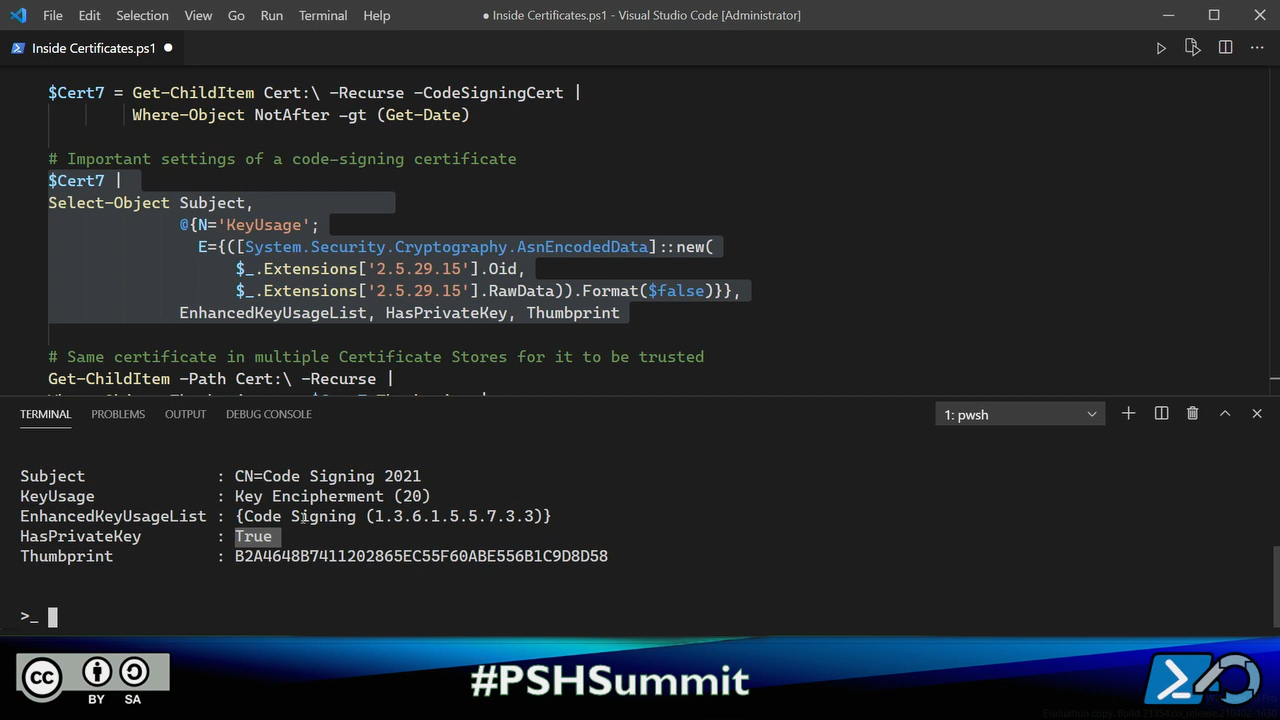 File Edit Selection View Go Run Terminal Help ● Inside Certificates.ps1 - Visual Studio Code [Administrator]
Inside Certificates.ps1
$Cert7 = Get-ChildItem Cert:\ -Recurse -CodeSigningCert |
Where-Object NotAfter -gt (Get-Date)
# Important settings of a code-signing certificate
$Cert7 |
Select-Object Subject,
@{N='KeyUsage';
E={([System.Security.Cryptography.AsnEncodedData]::new(
$_.Extensions['2.5.29.15'].Oid,
$_.Extensions['2.5.29.15'].RawData)).Format($false)}},
EnhancedKeyUsageList, HasPrivateKey, Thumbprint
# Same certificate in multiple Certificate Stores for it to be trusted
Get-ChildItem -Path Cert:\ -Recurse |
TERMINAL PROBLEMS OUTPUT DEBUG CONSOLE 1: pwsh
Subject : CN=Code Signing 2021
KeyUsage : Key Encipherment (20)
EnhancedKeyUsageList : {Code Signing (1.3.6.1.5.5.7.3.3)}
HasPrivateKey : True
Thumbprint : B2A4648B7411202865EC55F60ABE556B1C9D8D58
>_
CC BY SA
#PSHSummit